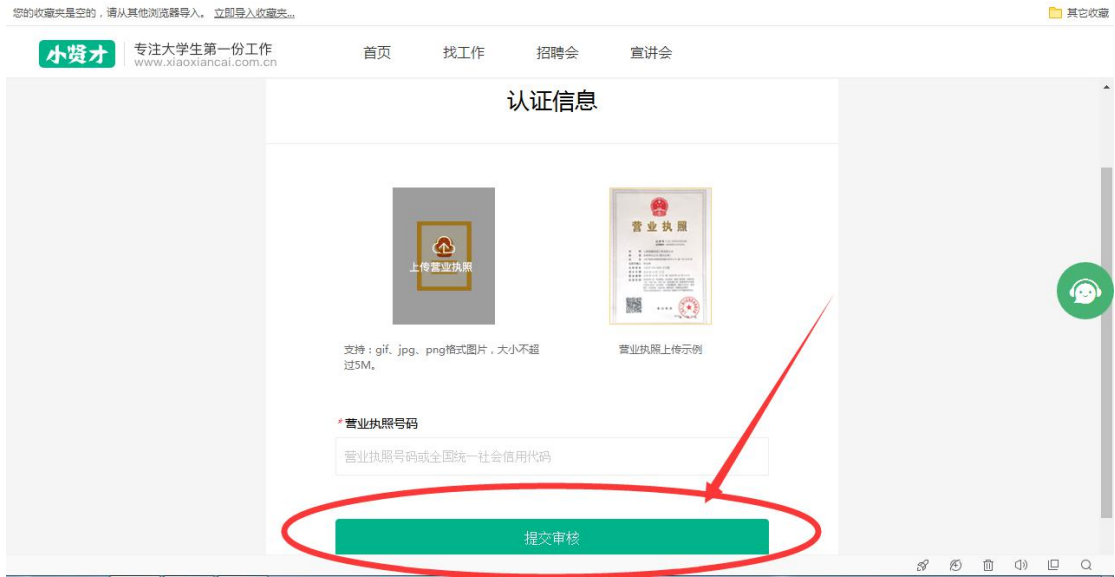 您的收藏夹是空的，请从其他浏览器导入。 立即导入收藏夹...
其它收藏
小贤才
专注大学生第一份工作
www.xiaoxiancai.com.cn
首页 找工作 招聘会 宣讲会
认证信息
上传营业执照
营业执照
支持：gif、jpg、png格式图片，大小不超
过5M。
营业执照上传示例
*营业执照号码
营业执照号码或全国统一社会信用代码
提交审核